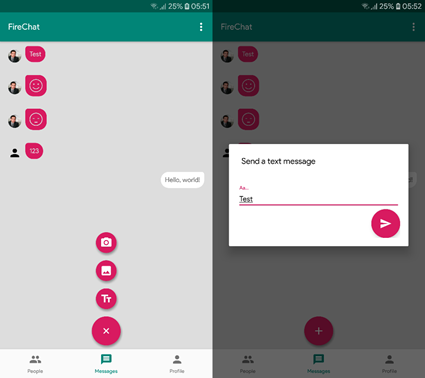 25% 05:51
FireChat
Test
123
Hello, world!
Tт
People
Messages
Profile
25% 05:52
FireChat
Test
Send a text message
Aa...
Test
People
Messages
Profile